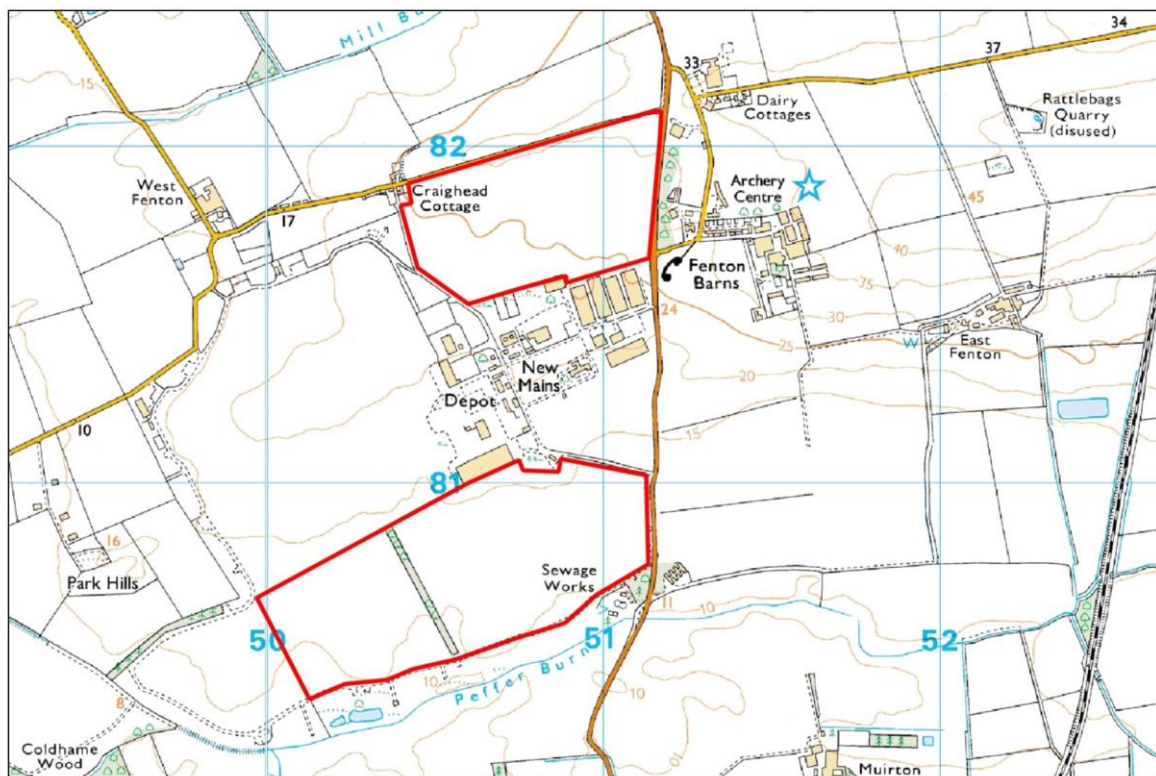 Mill Bu
34
37
33
15
Dairy
Cottages
Rattlebags
Quarry
(disused)
82
West
Fenton
Craighead
Cottage
Archery
Centre
17
45
40
Fenton
Barns
35
24
30
25
W
East
Fenton
20
New
Mains
Depot
10
15
81
16
Park Hills
Sewage
Works
11
10
50
51
52
Peffer Burn
10
10
8
10
Coldhame
Wood
Muirton